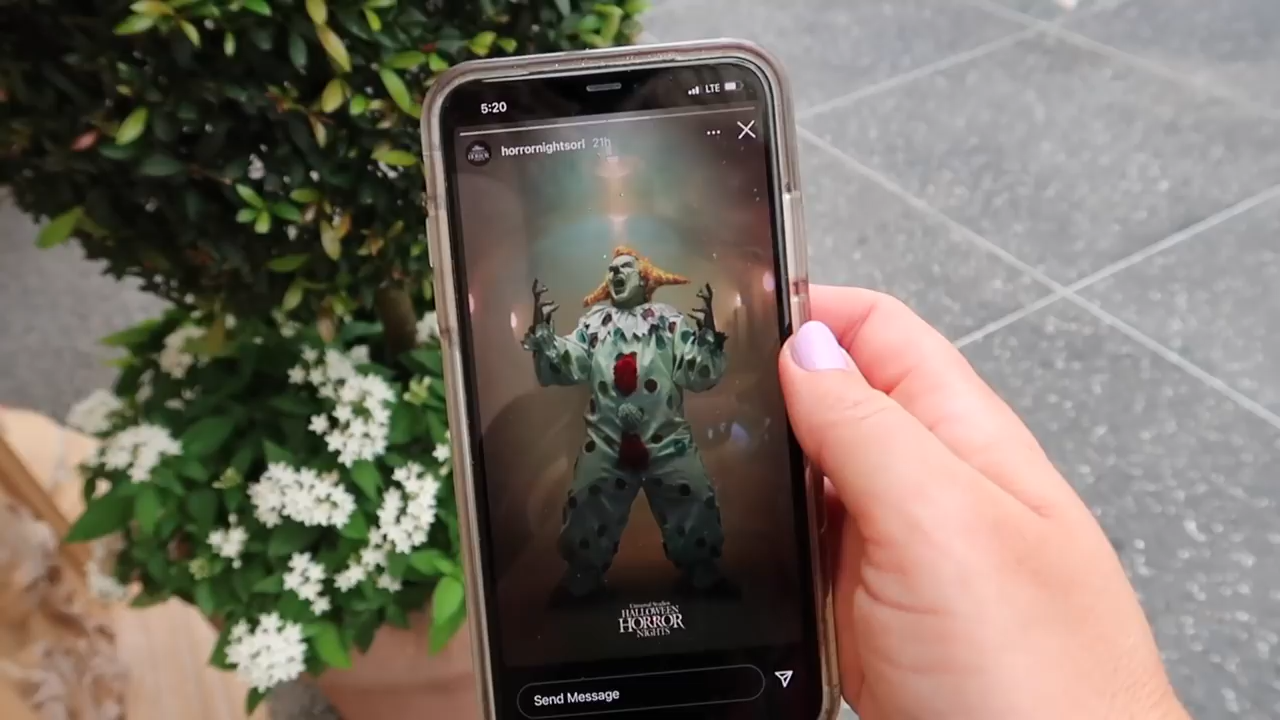 5:20
LTE
horrornightsorl 21h
Universal Studios
HALLOWEEN
HORROR
NIGHTS
Send Message